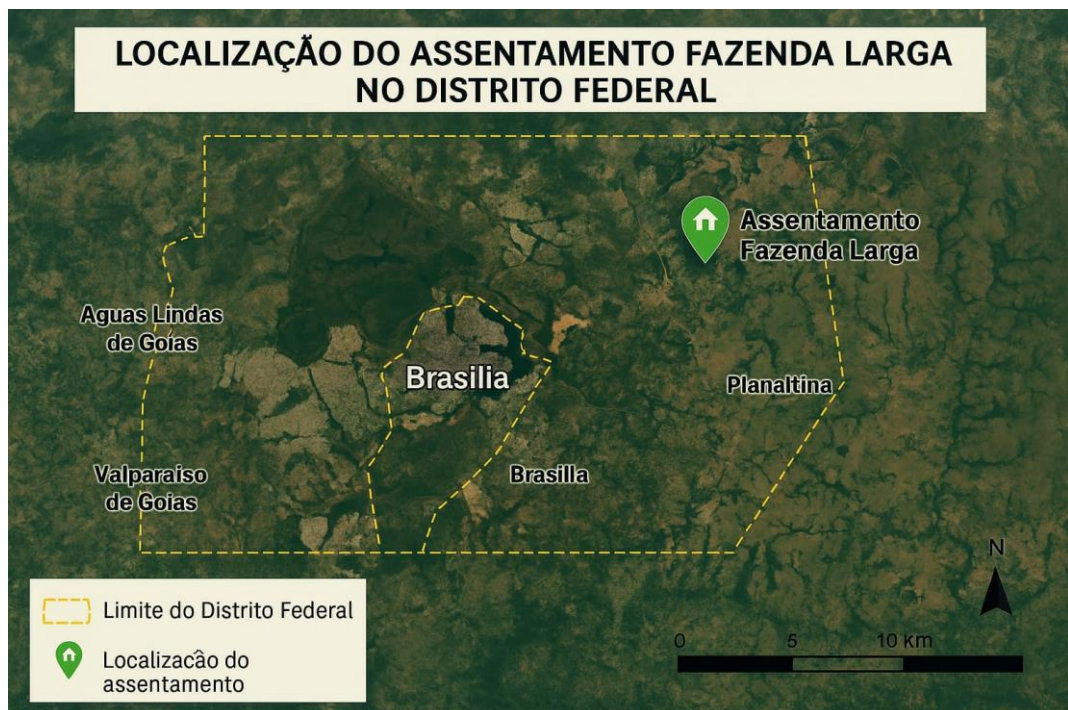 LOCALIZAÇÃO DO ASSENTAMENTO FAZENDA LARGA
NO DISTRITO FEDERAL
Assentamento
Fazenda Larga
Aguas Lindas
de Goias
Brasilia
Planaltina
Valparaiso
de Goias
Brasilla
N
0 5 10 km
Limite do Distrito Federal
Localizacão do
assentamento